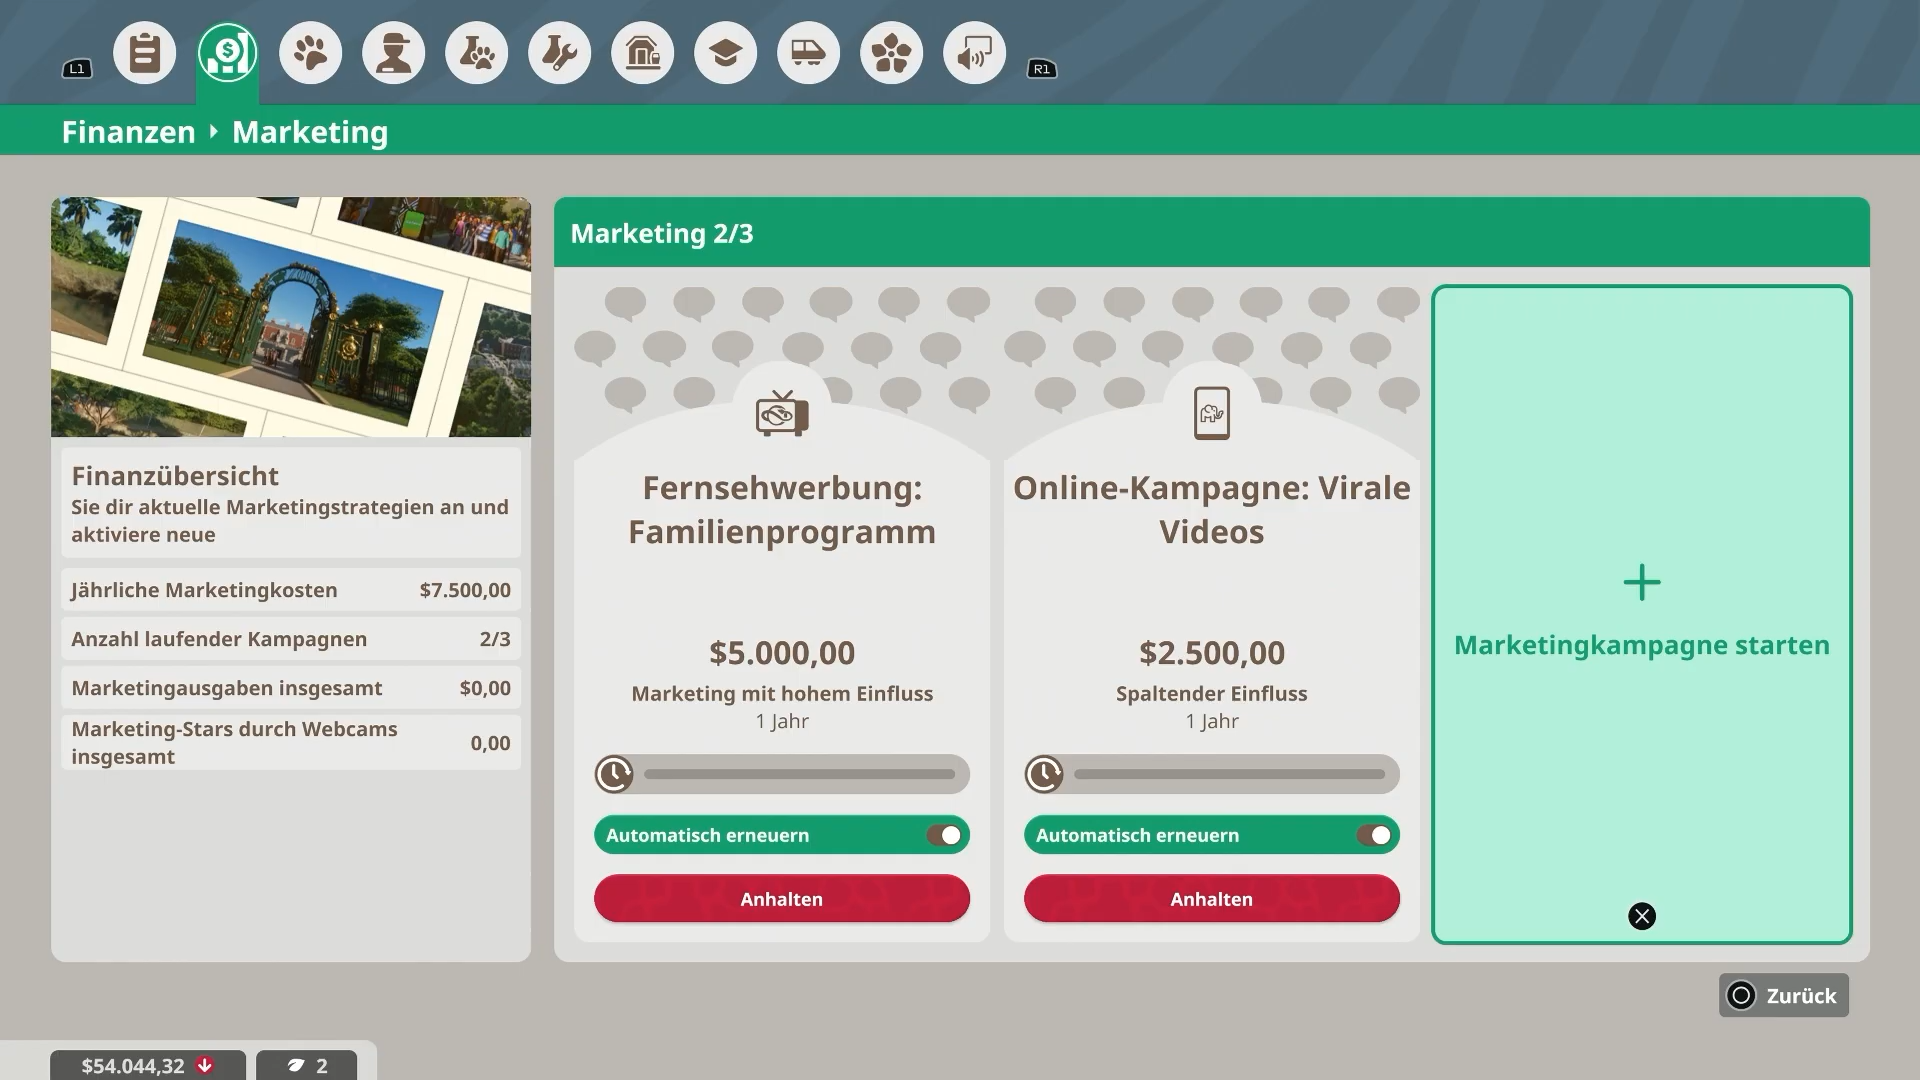 L1
R1
Finanzen
Marketing
Finanzübersicht
Sie dir aktuelle Marketingstrategien an und
aktiviere neue
Jährliche Marketingkosten $7.500,00
Anzahl laufender Kampagnen 2/3
Marketingausgaben insgesamt $0,00
Marketing-Stars durch Webcams
insgesamt 0,00
Marketing 2/3
Fernsehwerbung:
Familienprogramm
$5.000,00
Marketing mit hohem Einfluss
1 Jahr
Automatisch erneuern
Anhalten
Online-Kampagne: Virale
Videos
$2.500,00
Spaltender Einfluss
1 Jahr
Automatisch erneuern
Anhalten
Marketingkampagne starten
Zurück
$54.044,32
2